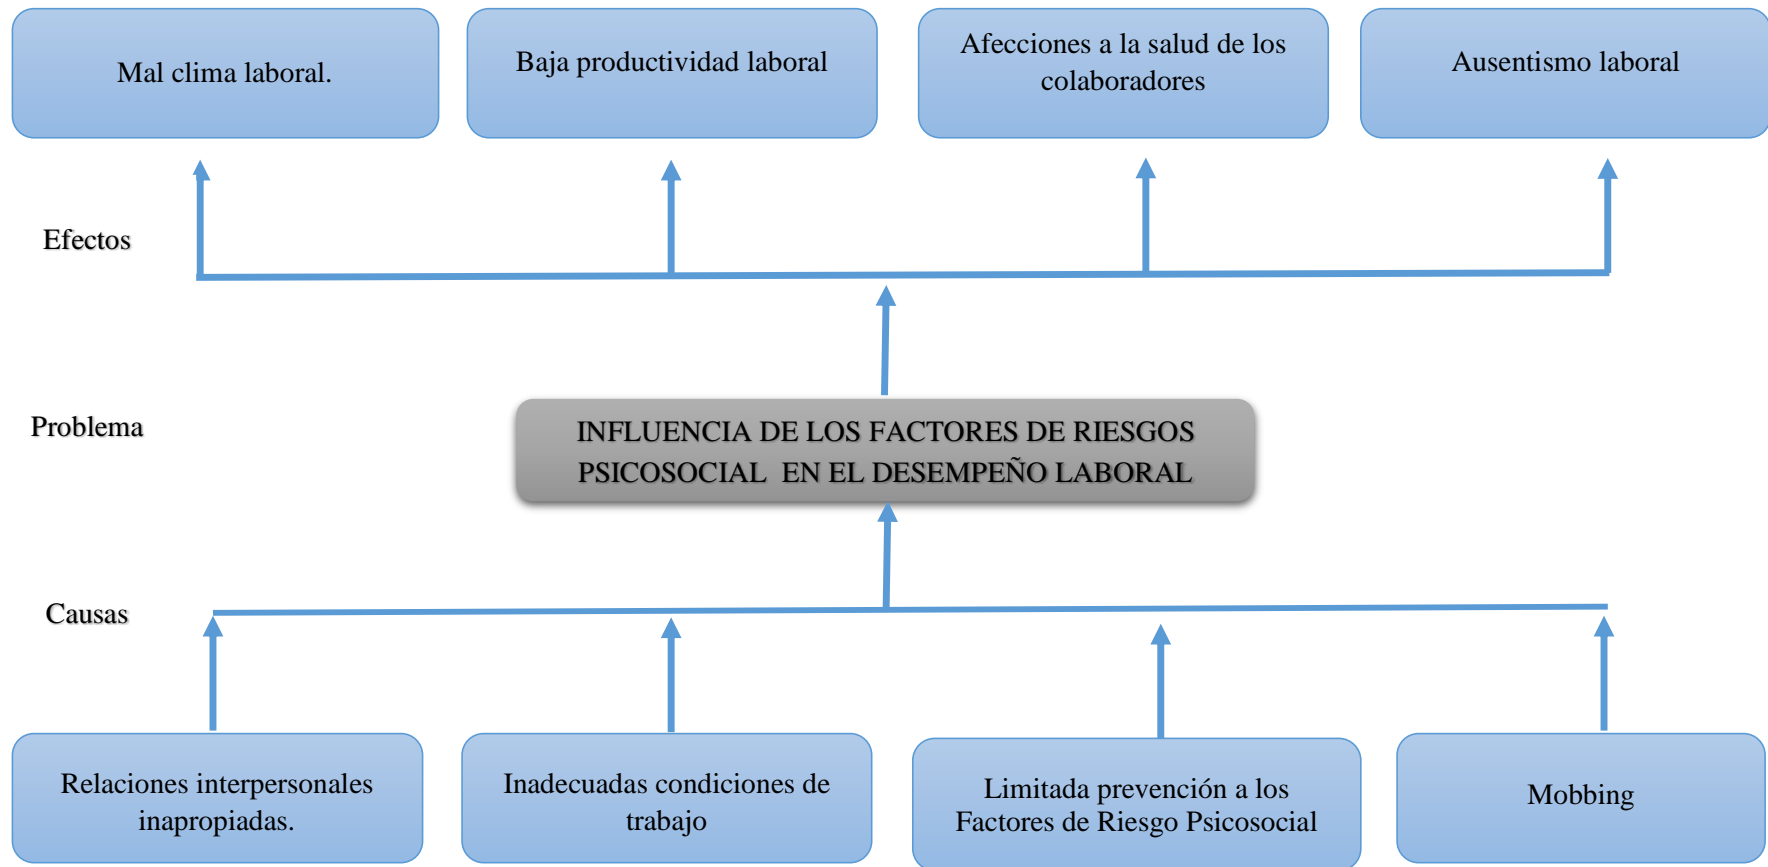 Mal clima laboral.
Baja productividad laboral
Afecciones a la salud de los
colaboradores
Ausentismo laboral
Efectos
Problema
INFLUENCIA DE LOS FACTORES DE RIESGOS
PSICOSOCIAL  EN EL DESEMPEÑO LABORAL
Causas
Relaciones interpersonales
inapropiadas.
Inadecuadas condiciones de
trabajo
Limitada prevención a los
Factores de Riesgo Psicosocial
Mobbing